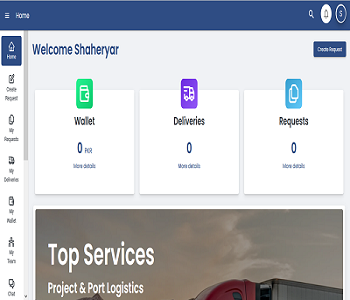 Home
S
Home
Welcome Shaheryar
Create Request
Create
Request
My
Requests
My
Deliveries
My
Wallet
My
Team
Chat
Wallet
0 PKR
More details
Deliveries
0
More details
Requests
0
More details
Top Services
Project & Port Logistics